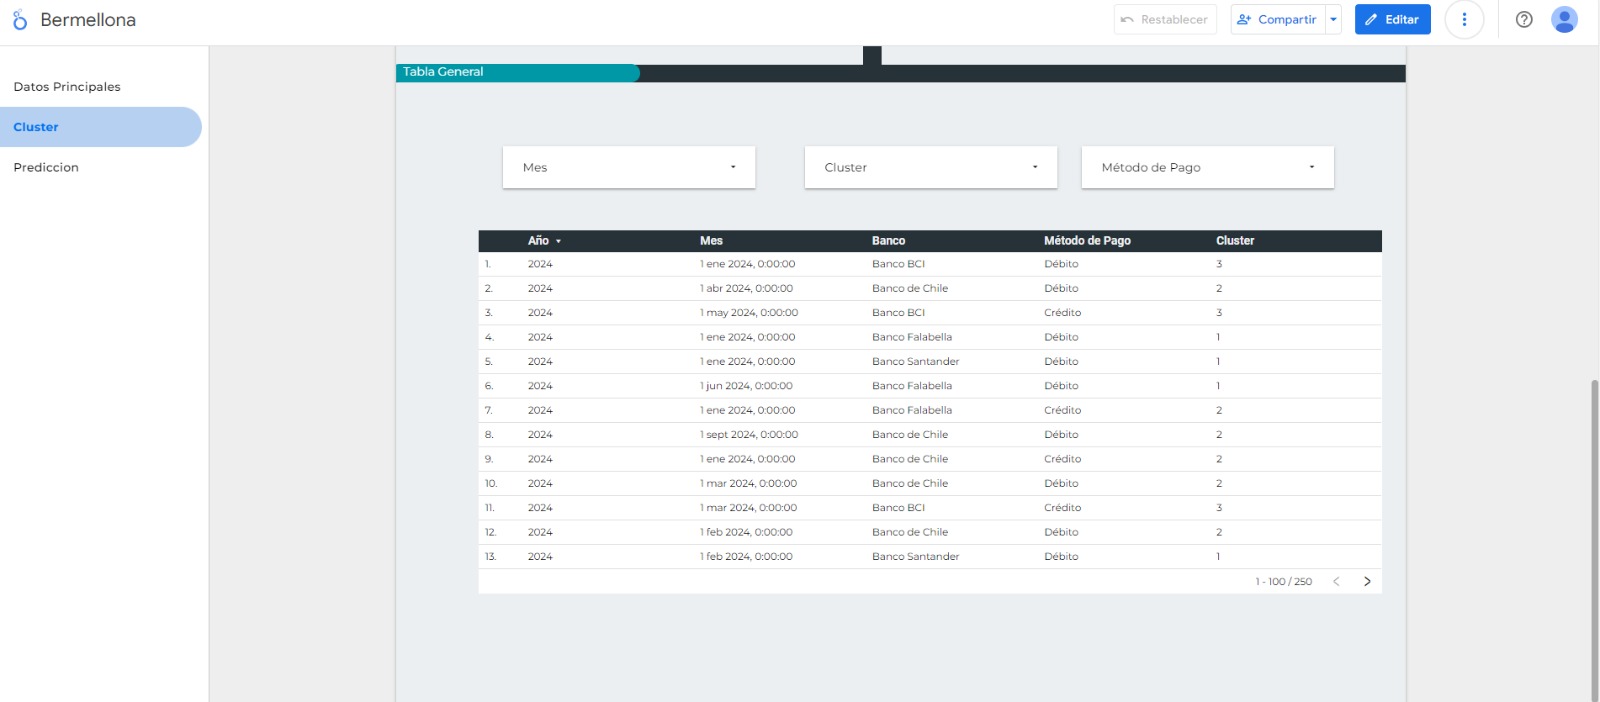 Bermellona
Restablecer
Compartir
Editar
Datos Principales
Cluster
Prediccion
Tabla General
Mes
Cluster
Método de Pago
Año Mes Banco Método de Pago Cluster
1. 2024 1 ene 2024, 0:00:00 Banco BCI Débito 3
2. 2024 1 abr 2024, 0:00:00 Banco de Chile Débito 2
3. 2024 1 may 2024, 0:00:00 Banco BCI Crédito 3
4. 2024 1 ene 2024, 0:00:00 Banco Falabella Débito 1
5. 2024 1 ene 2024, 0:00:00 Banco Santander Débito 1
6. 2024 1 jun 2024, 0:00:00 Banco Falabella Débito 1
7. 2024 1 ene 2024, 0:00:00 Banco Falabella Crédito 2
8. 2024 1 sept 2024, 0:00:00 Banco de Chile Débito 2
9. 2024 1 ene 2024, 0:00:00 Banco de Chile Crédito 2
10. 2024 1 mar 2024, 0:00:00 Banco de Chile Débito 2
11. 2024 1 mar 2024, 0:00:00 Banco BCI Crédito 3
12. 2024 1 feb 2024, 0:00:00 Banco de Chile Débito 2
13. 2024 1 feb 2024, 0:00:00 Banco Santander Débito 1
1 - 100 / 250